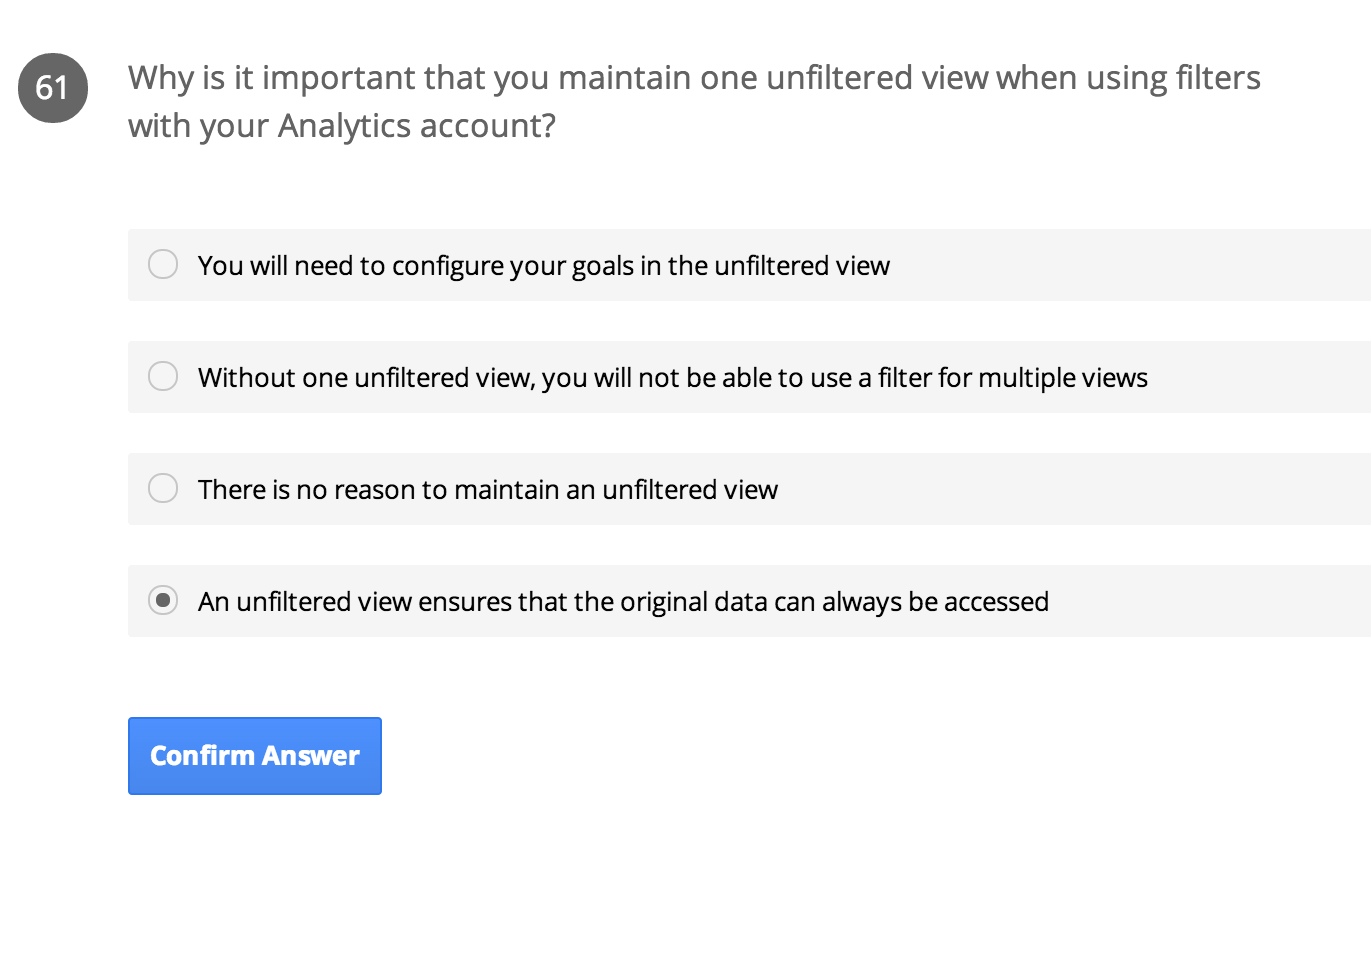 61
Why is it important that you maintain one unfiltered view when using filters
with your Analytics account?
You will need to configure your goals in the unfiltered view
Without one unfiltered view, you will not be able to use a filter for multiple views
There is no reason to maintain an unfiltered view
An unfiltered view ensures that the original data can always be accessed
Confirm Answer